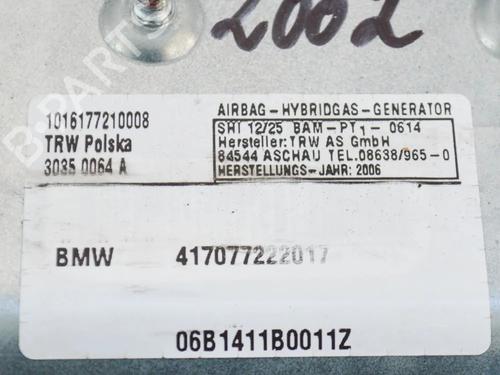 2002
1016177210008
TRW Polska
3035 0064 A
AIRBAG-HYBRIDGAS-GENERATOR
SHI 12/25 BAM-PT1-0614
Hersteller:TRW AS GmbH
84544 ASCHAU TEL.08638/965-0
HERSTELLUNGS-JAHR:2006
BMW 417077222017
06B1411B0011Z